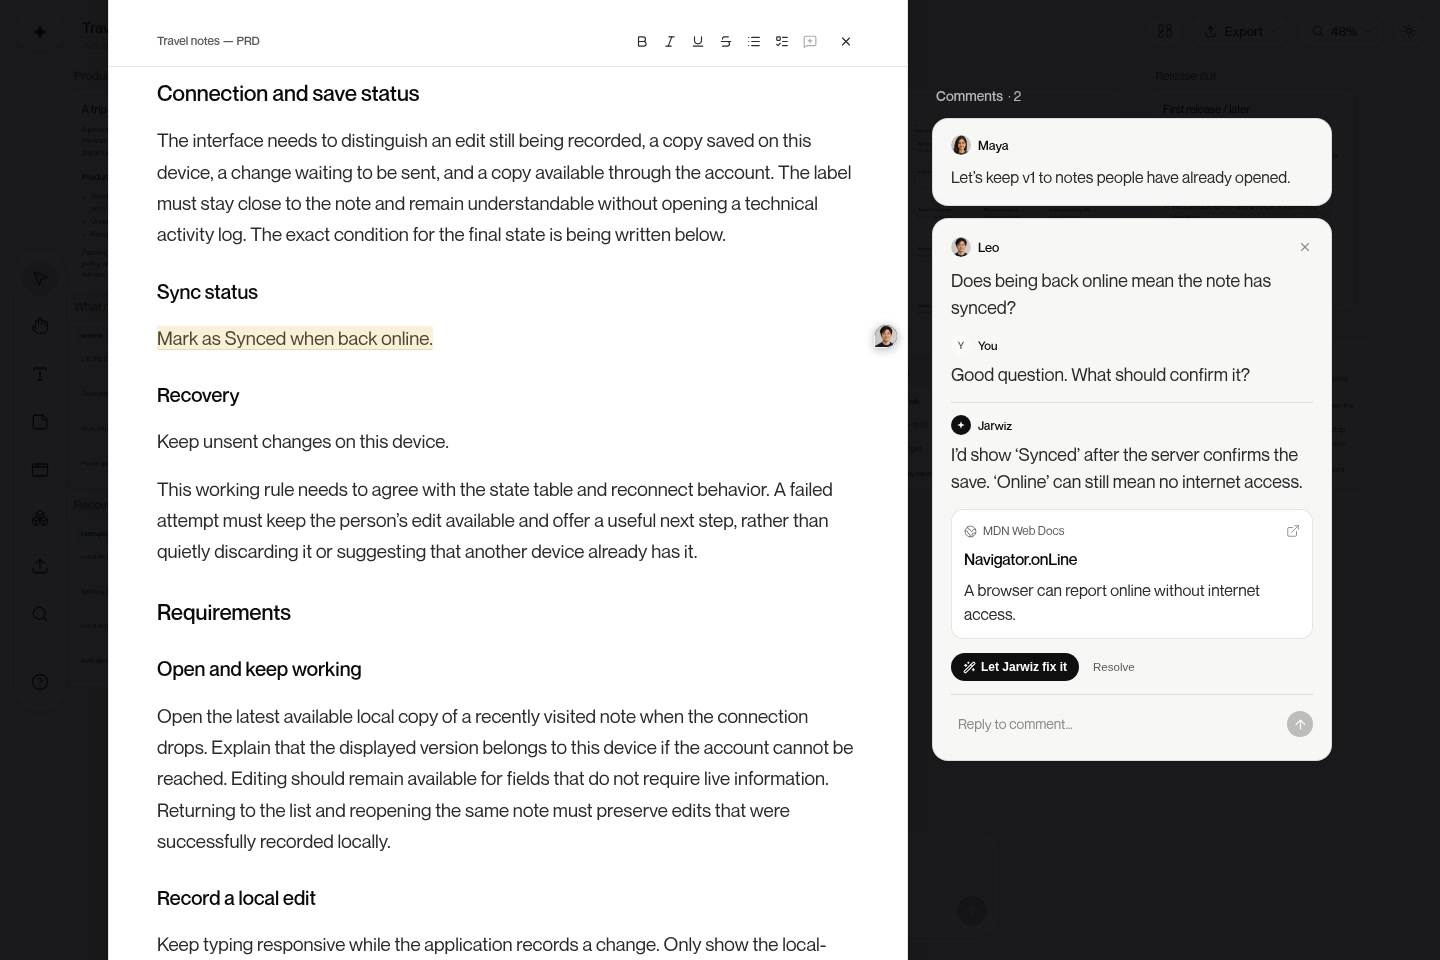 Travel notes — PRD
Export
48%
Release cut
First release / later
Connection and save status
The interface needs to distinguish an edit still being recorded, a copy saved on this
device, a change waiting to be sent, and a copy available through the account. The label
must stay close to the note and remain understandable without opening a technical
activity log. The exact condition for the final state is being written below.
Sync status
Mark as Synced when back online.
Recovery
Keep unsent changes on this device.
This working rule needs to agree with the state table and reconnect behavior. A failed
attempt must keep the person’s edit available and offer a useful next step, rather than
quietly discarding it or suggesting that another device already has it.
Requirements
Open and keep working
Open the latest available local copy of a recently visited note when the connection
drops. Explain that the displayed version belongs to this device if the account cannot be
reached. Editing should remain available for fields that do not require live information.
Returning to the list and reopening the same note must preserve edits that were
successfully recorded locally.
Record a local edit
Keep typing responsive while the application records a change. Only show the local-
Comments · 2
Maya
Let’s keep v1 to notes people have already opened.
Leo
Does being back online mean the note has
synced?
Y You
Good question. What should confirm it?
Jarwiz
I’d show ‘Synced’ after the server confirms the
save. ‘Online’ can still mean no internet access.
MDN Web Docs
Navigator.onLine
A browser can report online without internet
access.
Let Jarwiz fix it
Resolve
Reply to comment...